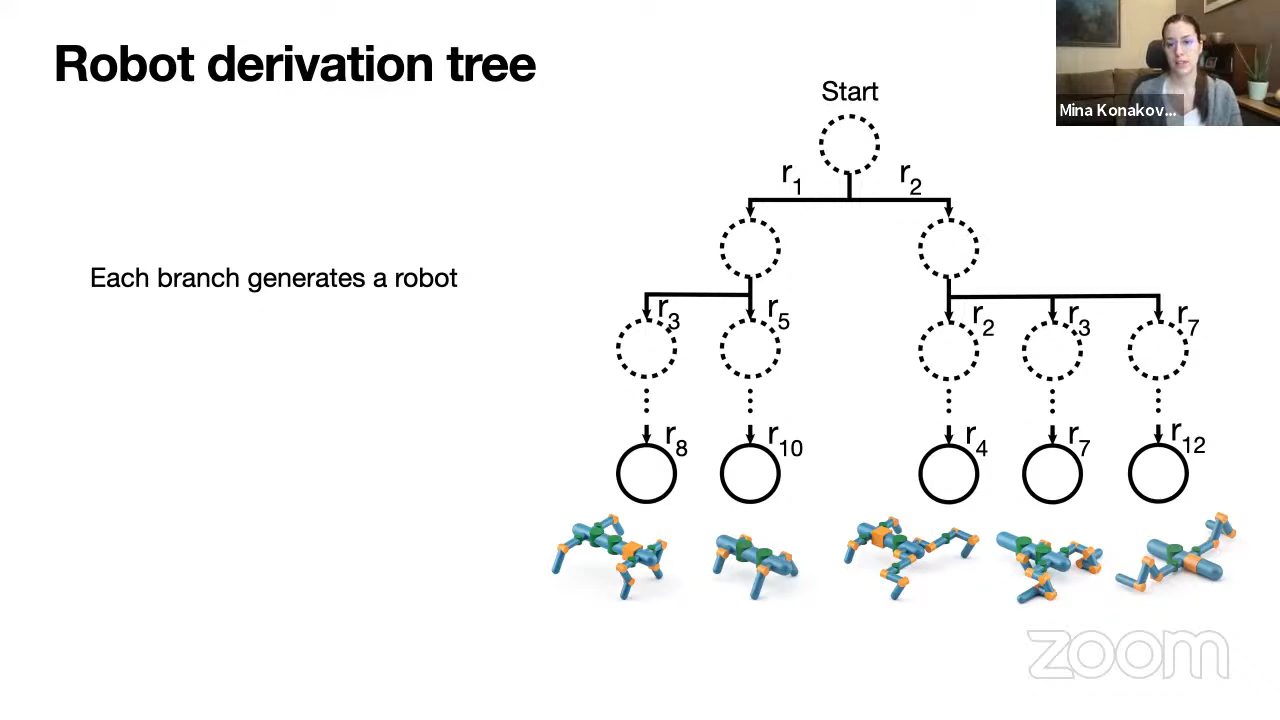 Robot derivation tree
Mina Konakov...
Start
r1
r2
Each branch generates a robot
r3
r5
r2
r3
r7
r8
r10
r4
r7
r12
zoom